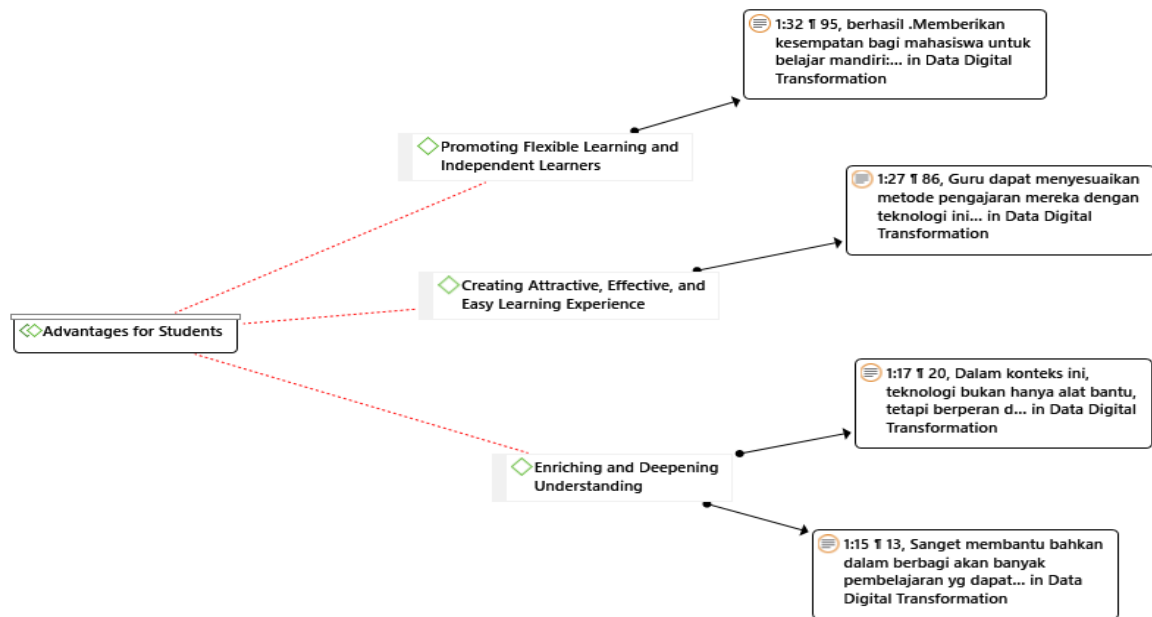 1:32 ¶ 95, berhasil .Memberikan
kesempatan bagi mahasiswa untuk
belajar mandiri:... in Data Digital
Transformation
Promoting Flexible Learning and
Independent Learners
1:27 ¶ 86, Guru dapat menyesuaikan
metode pengajaran mereka dengan
teknologi ini... in Data Digital
Transformation
Creating Attractive, Effective, and
Easy Learning Experience
Advantages for Students
1:17 ¶ 20, Dalam konteks ini,
teknologi bukan hanya alat bantu,
tetapi berperan d... in Data Digital
Transformation
Enriching and Deepening
Understanding
1:15 ¶ 13, Sanget membantu bahkan
dalam berbagi akan banyak
pembelajaran yg dapat... in Data
Digital Transformation